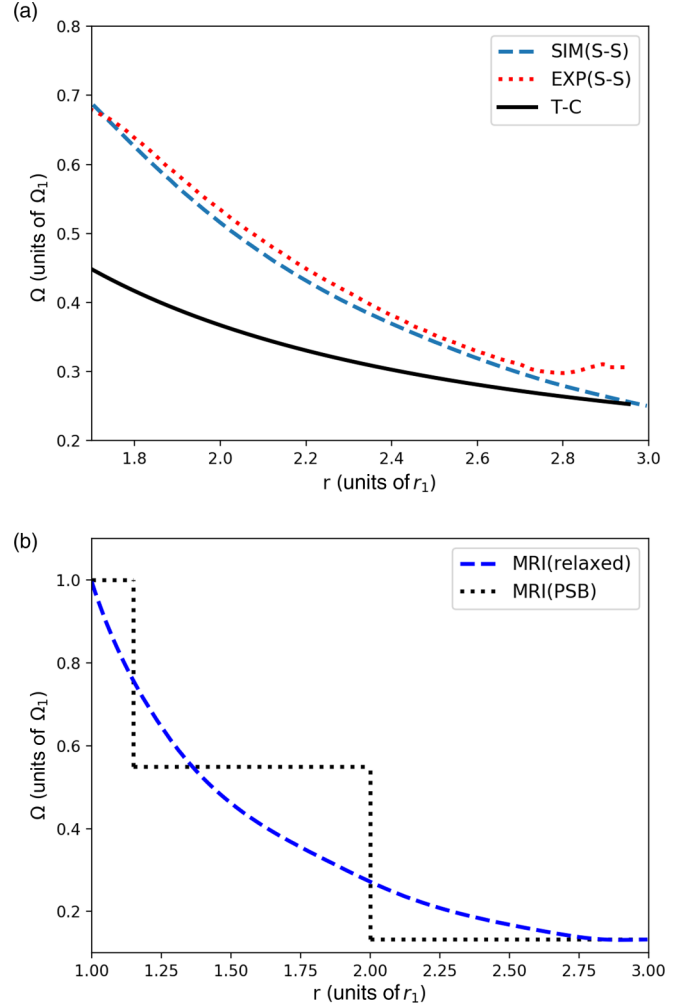 (a)
0.8
0.7
0.6
0.5
0.4
0.3
0.2
Ω (units of Ω₁)
SIM(S-S)
EXP(S-S)
T-C
1.8 2.0 2.2 2.4 2.6 2.8 3.0
r (units of r₁)
(b)
1.0
0.8
0.6
0.4
0.2
Ω (units of Ω₁)
MRI(relaxed)
MRI(PSB)
1.00 1.25 1.50 1.75 2.00 2.25 2.50 2.75 3.00
r (units of r₁)